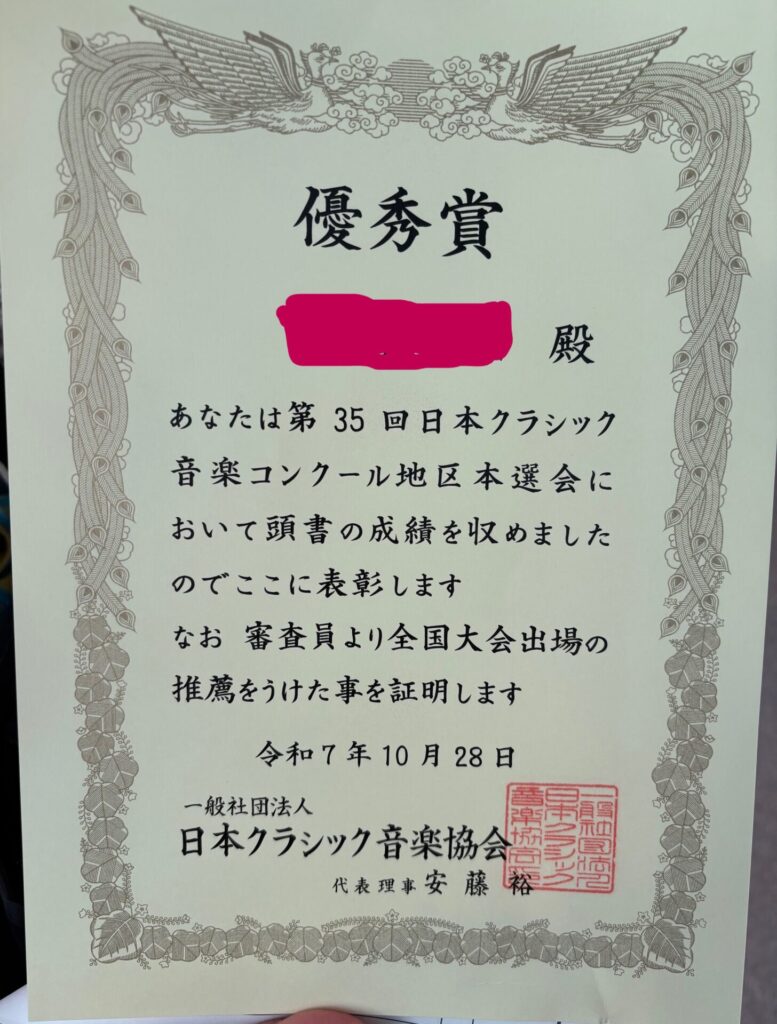 優秀賞
殿
あなたは第 35 回日本クラシック
音楽コンクール地区本選会に
おいて頭書の成績を収めました
のでここに表彰します
なお 審査員より全国大会出場の
推薦をうけた事を証明します
令和7年10月28日
一般社団法人
日本クラシック音楽協会
代表理事 安藤 裕